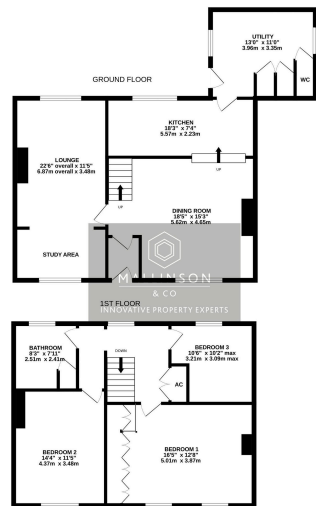 UTILITY
13'0" x 11'0"
3.96m x 3.35m
WC
GROUND FLOOR
KITCHEN
18'3" x 7'4"
5.57m x 2.23m
LOUNGE
22'6" overall x 11'5"
6.87m overall x 3.48m
UP
UP
DINING ROOM
18'5" x 15'3"
5.62m x 4.65m
STUDY AREA
MALLINSON
& CO
INNOVATIVE PROPERTY EXPERTS
1ST FLOOR
BATHROOM
8'3" x 7'11"
2.51m x 2.41m
DOWN
BEDROOM 3
10'6" x 10'2" max
3.21m x 3.09m max
AC
BEDROOM 2
14'4" x 11'5"
4.37m x 3.48m
BEDROOM 1
16'5" x 12'8"
5.01m x 3.87m